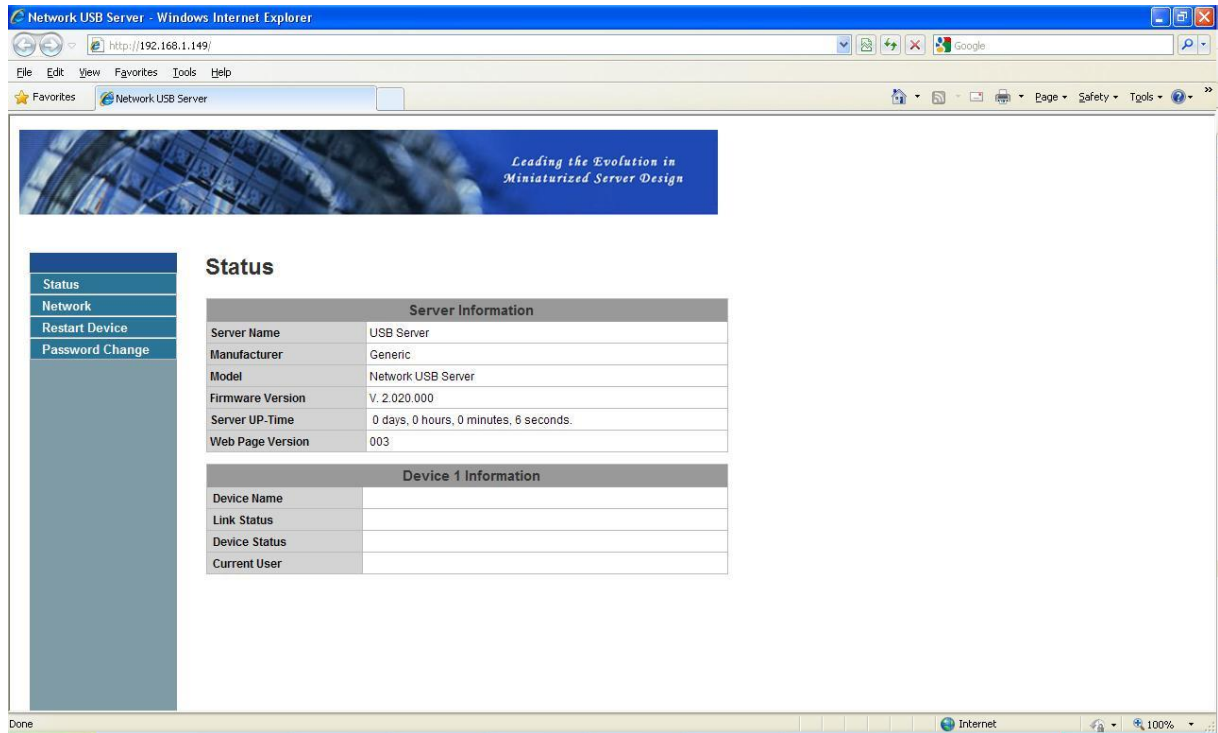 Network USB Server - Windows Internet Explorer
http://192.168.1.149/
Google
File Edit View Favorites Tools Help
Favorites Network USB Server Page Safety Tools
Leading the Evolution in
Miniaturized Server Design
Status
Network
Restart Device
Password Change
Status
Server Information
Server Name USB Server
Manufacturer Generic
Model Network USB Server
Firmware Version V. 2.020.000
Server UP-Time 0 days, 0 hours, 0 minutes, 6 seconds.
Web Page Version 003
Device 1 Information
Device Name
Link Status
Device Status
Current User
Done Internet 100%